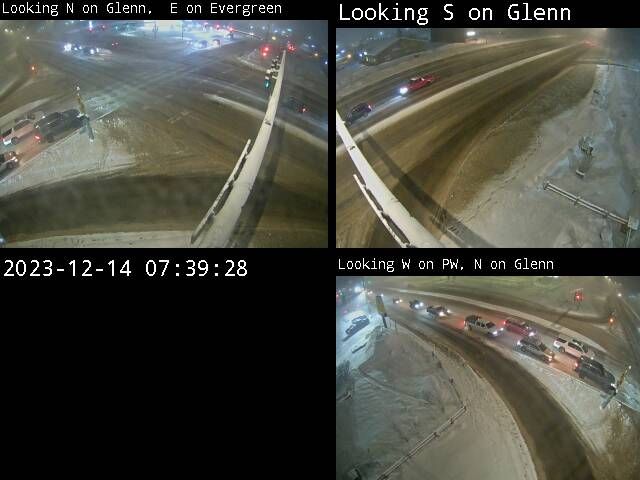 Looking N on Glenn,  E on Evergreen
Looking S on Glenn
2023-12-14 07:39:28
Looking W on PW, N on Glenn